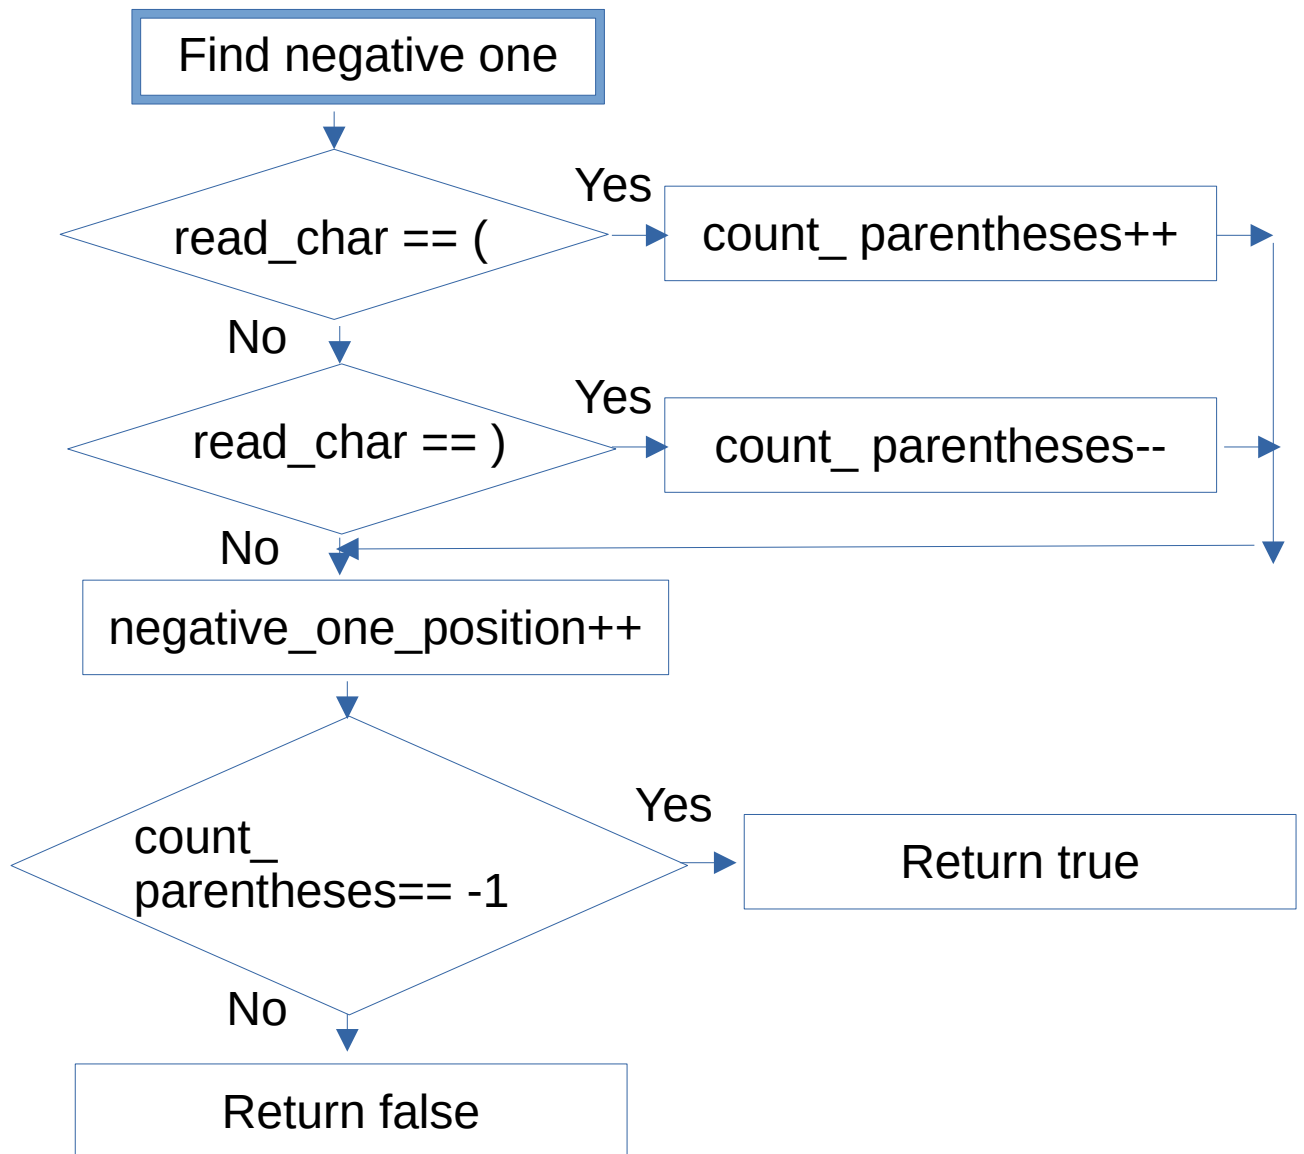 Find negative one
read_char == (
Yes
count_ parentheses++
No
read_char == )
Yes
count_ parentheses--
No
negative_one_position++
count_
parentheses== -1
Yes
Return true
No
Return false